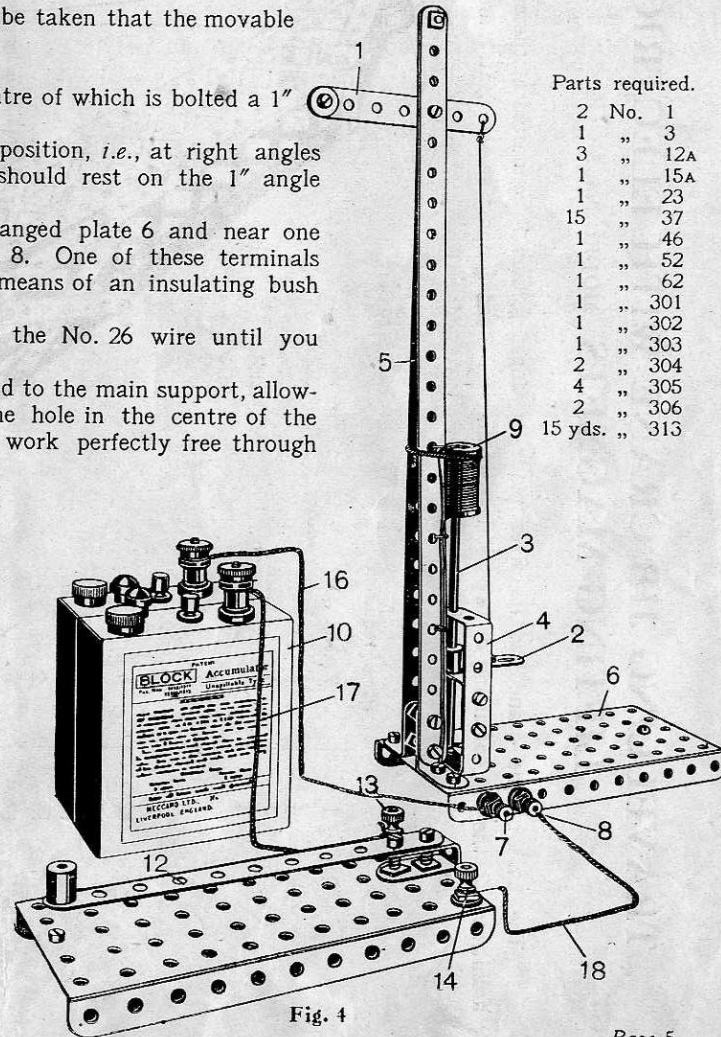 be taken that the movable
tre of which is bolted a 1″
position, i.e., at right angles
should rest on the 1″ angle
anged plate 6 and near one
8. One of these terminals
means of an insulating bush
the No. 26 wire until you
d to the main support, allow-
ne hole in the centre of the
work perfectly free through
Parts required.
2 No. 1
1 „ 3
3 „ 12A
1 „ 15A
1 „ 23
15 „ 37
1 „ 46
1 „ 52
1 „ 62
1 „ 301
1 „ 302
1 „ 303
2 „ 304
4 „ 305
2 „ 306
15 yds. „ 313
1
5
9
3
4
2
6
7
8
16
10
17
13
12
14
18
PATENT
BLOCK Accumulator
Unspillable
MECCANO LTD.
LIVERPOOL ENGLAND.
Fig. 4